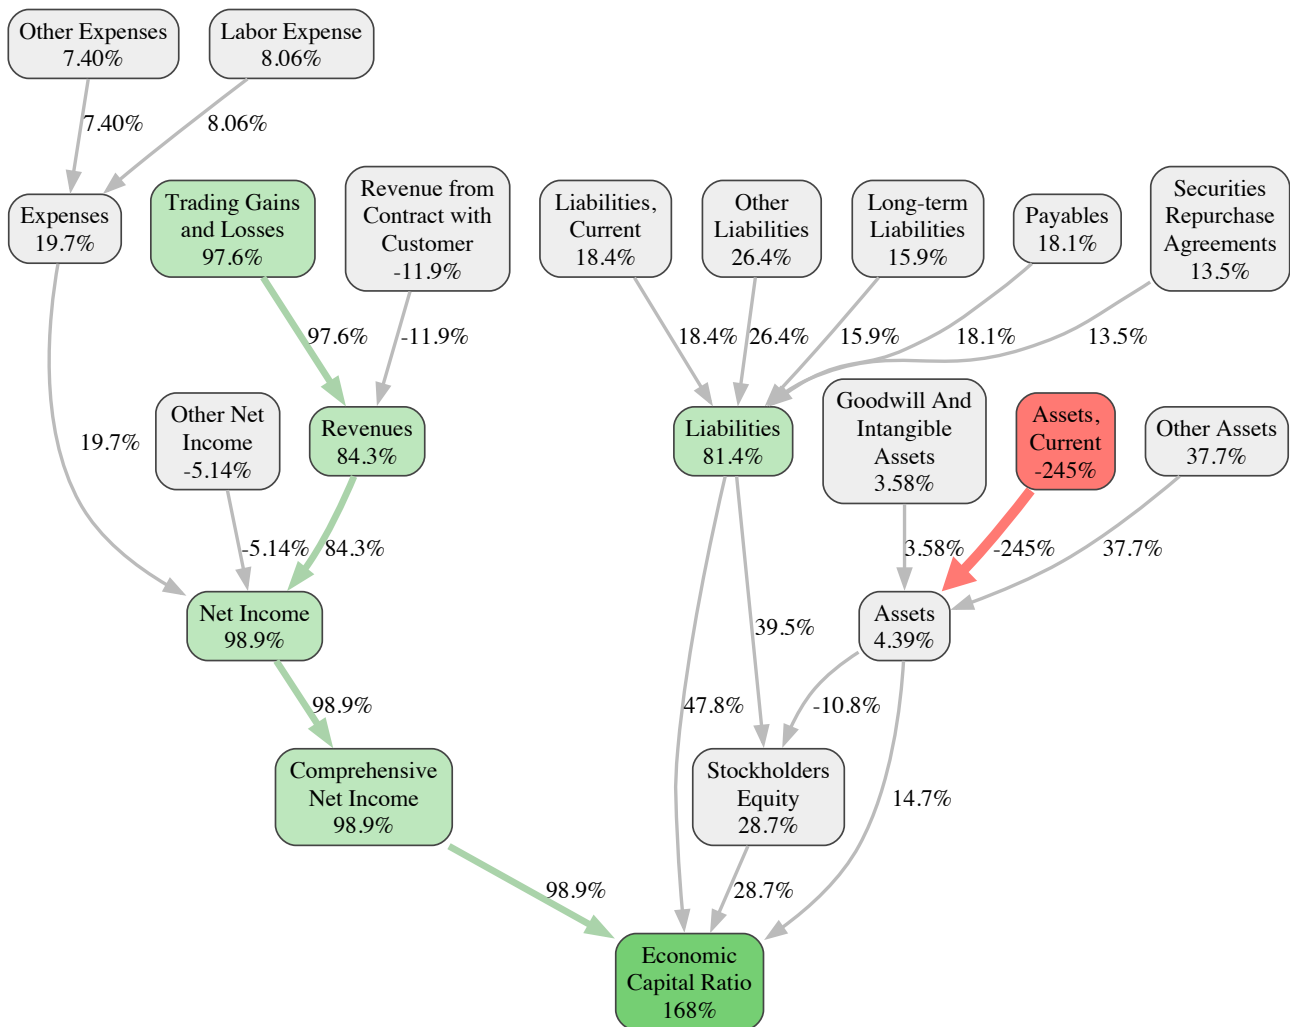 Other Expenses
7.40%
Labor Expense
8.06%
7.40%
8.06%
Expenses
19.7%
Trading Gains
and Losses
97.6%
Revenue from
Contract with
Customer
-11.9%
Liabilities,
Current
18.4%
Other
Liabilities
26.4%
Long-term
Liabilities
15.9%
Payables
18.1%
Securities
Repurchase
Agreements
13.5%
97.6%
-11.9%
18.4%
26.4%
15.9%
18.1%
13.5%
19.7%
Other Net
Income
-5.14%
Revenues
84.3%
Liabilities
81.4%
Goodwill And
Intangible
Assets
3.58%
Assets,
Current
-245%
Other Assets
37.7%
-5.14%
84.3%
3.58%
-245%
37.7%
Net Income
98.9%
39.5%
Assets
4.39%
98.9%
47.8%
-10.8%
Comprehensive
Net Income
98.9%
Stockholders
Equity
28.7%
14.7%
98.9%
28.7%
Economic
Capital Ratio
168%